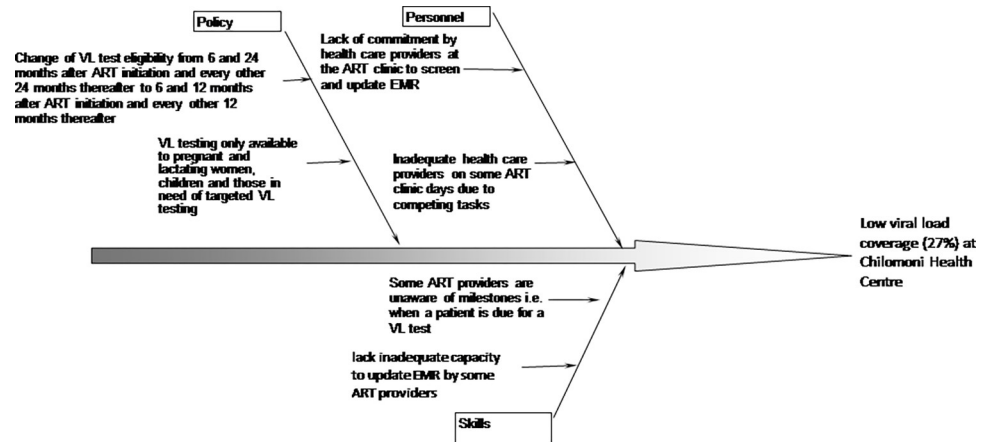 Policy
Change of VL test eligibility from 6 and 24
months after ART initiation and every other
24 months thereafter to 6 and 12 months
after ART initiation and every other 12
months thereafter
VL testing only available
to pregnant and
lactating women,
children and those in
need of targeted VL
testing
Personnel
Lack of commitment by
health care providers at
the ART clinic to screen
and update EMR
Inadequate health care
providers on some ART
clinic days due to
competing tasks
Low viral load
coverage (27%) at
Chilomoni Health
Centre
Some ART providers are
unaware of milestones i.e.
when a patient is due for a
VL test
lack inadequate capacity
to update EMR by some
ART providers
Skills